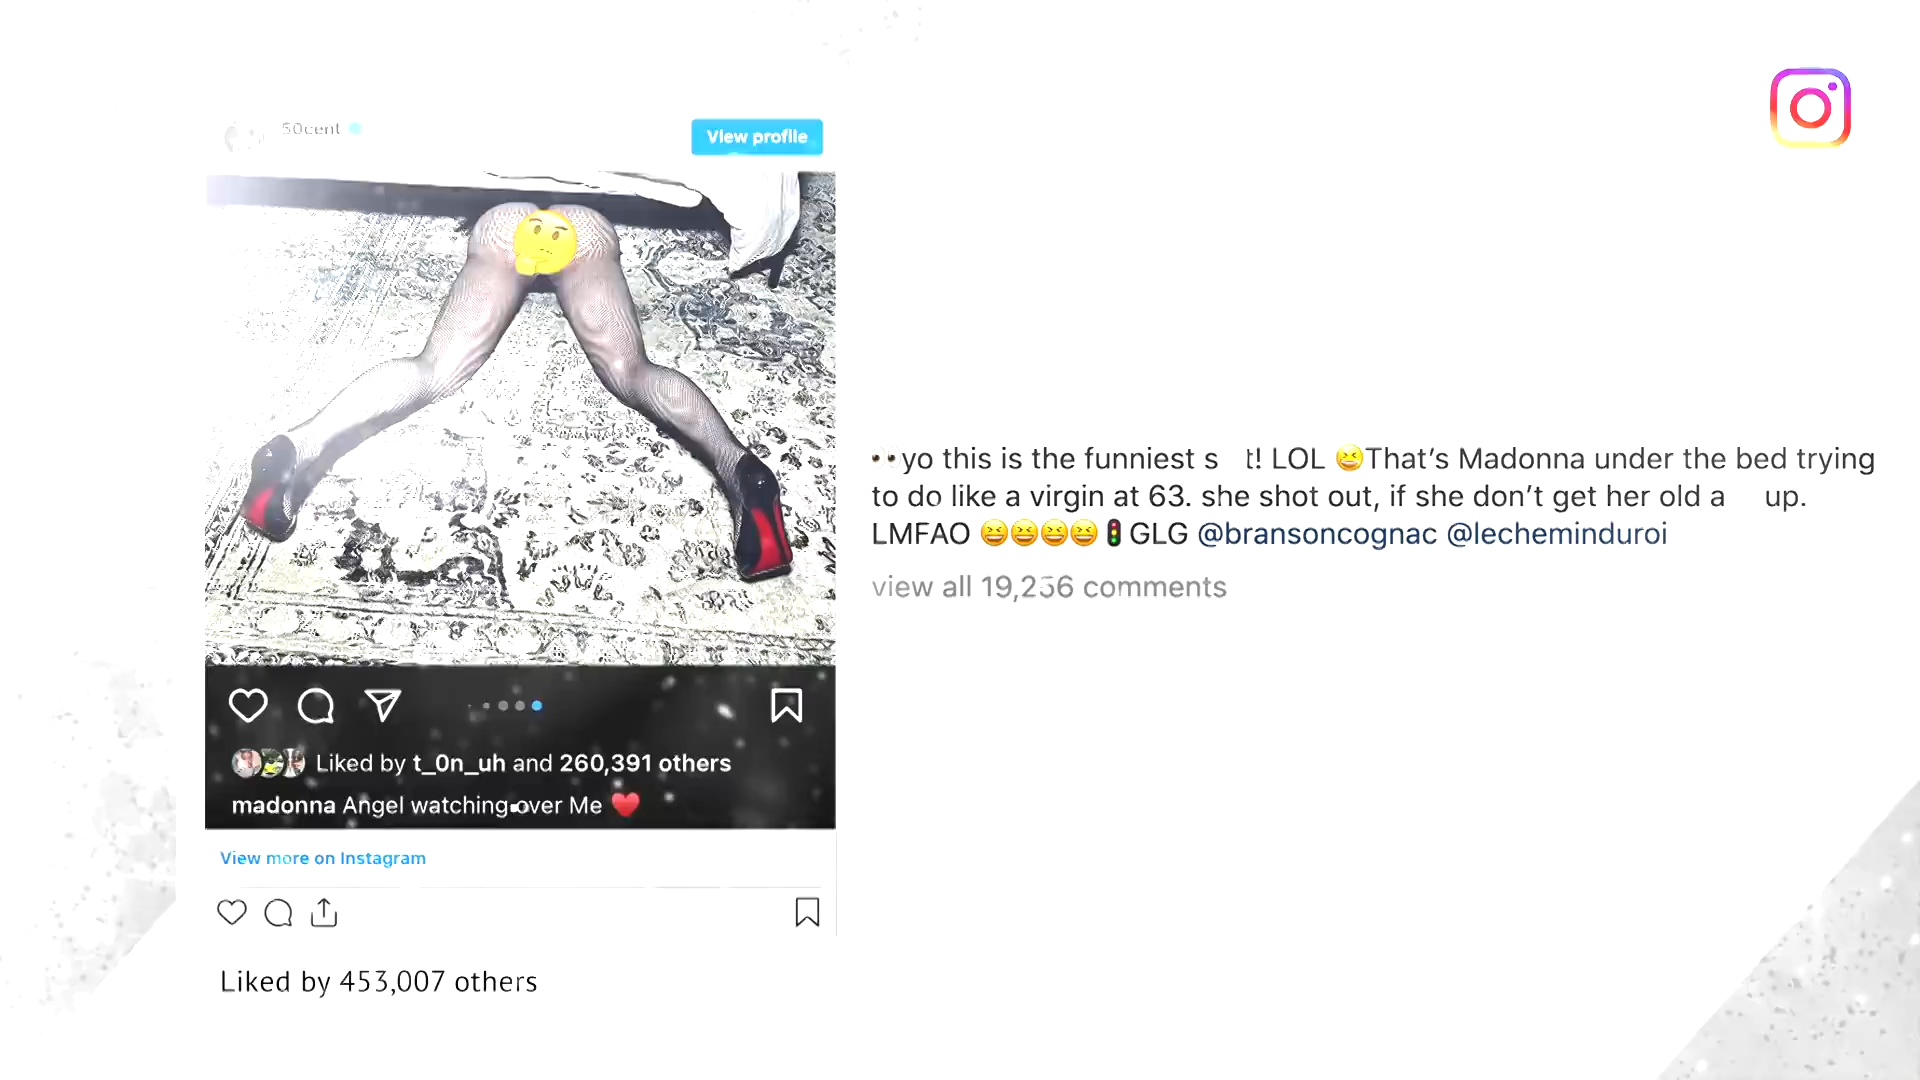 50cent
View profile
Liked by t_0n_uh and 260,391 others
madonna Angel watching over Me ❤️
View more on Instagram
Liked by 453,007 others
👀yo this is the funniest s t! LOL 😆That’s Madonna under the bed trying
to do like a virgin at 63. she shot out, if she don’t get her old a up.
LMFAO 😆😆😆😆🚦GLG @bransoncognac @lecheminduroi
view all 19,236 comments